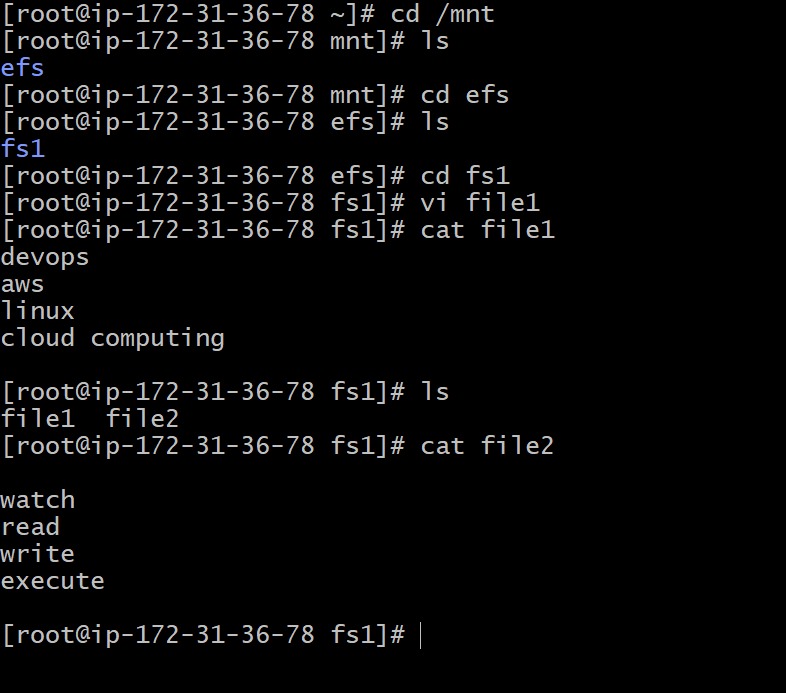 [root@ip-172-31-36-78 ~]# cd /mnt
[root@ip-172-31-36-78 mnt]# ls
efs
[root@ip-172-31-36-78 mnt]# cd efs
[root@ip-172-31-36-78 efs]# ls
fs1
[root@ip-172-31-36-78 efs]# cd fs1
[root@ip-172-31-36-78 fs1]# vi file1
[root@ip-172-31-36-78 fs1]# cat file1
devops
aws
linux
cloud computing
[root@ip-172-31-36-78 fs1]# ls
file1  file2
[root@ip-172-31-36-78 fs1]# cat file2
watch
read
write
execute
[root@ip-172-31-36-78 fs1]#